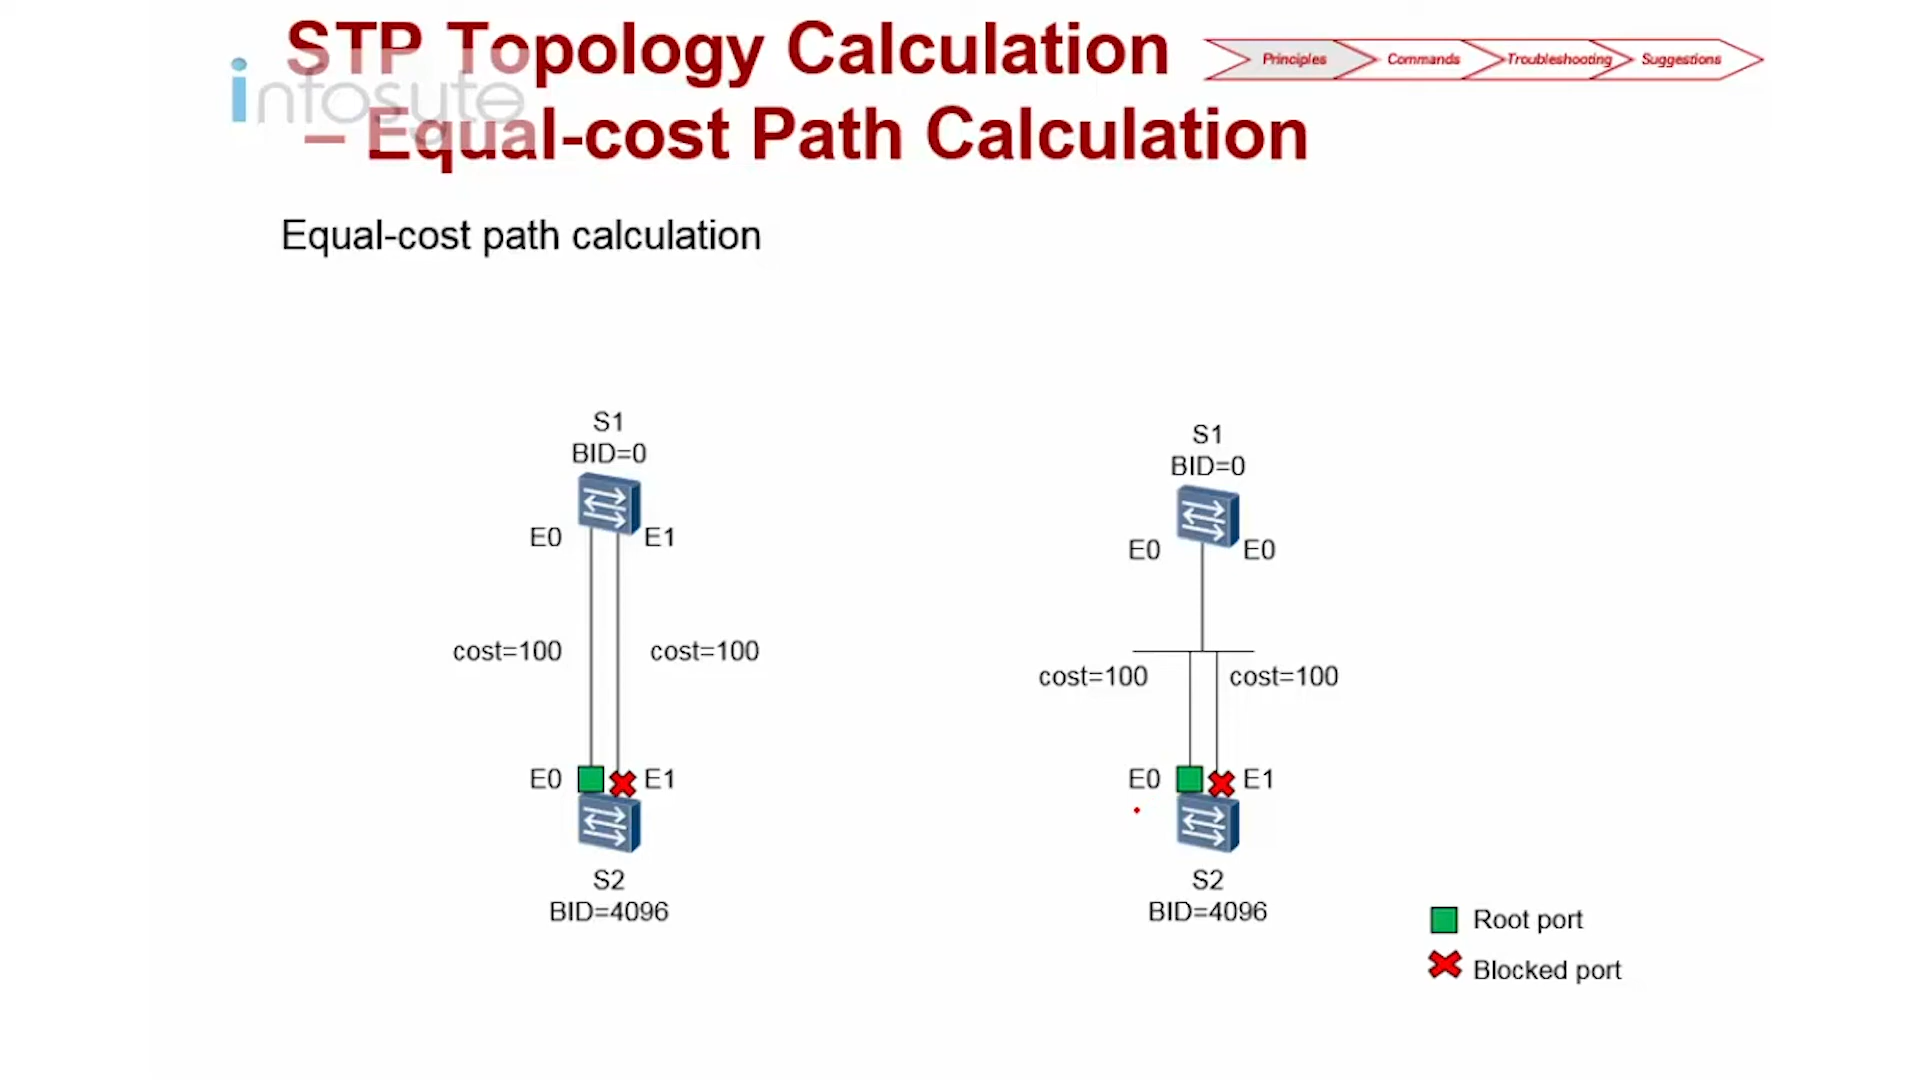 STP Topology Calculation
– Equal-cost Path Calculation
infosyte
Principles
Commands
Troubleshooting
Suggestions
Equal-cost path calculation
S1
BID=0
E0
E1
cost=100
cost=100
E0
E1
S2
BID=4096
S1
BID=0
E0
E0
cost=100
cost=100
E0
E1
S2
BID=4096
Root port
Blocked port